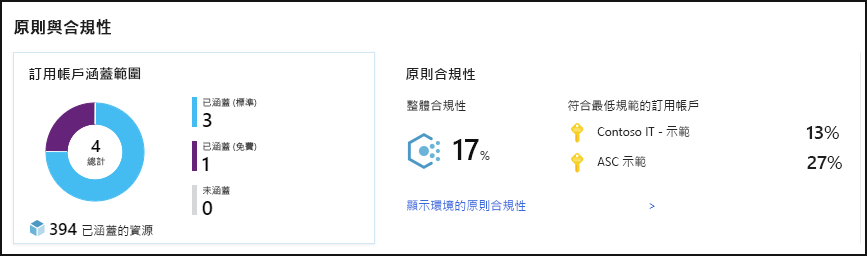 原則與合規性
訂用帳戶涵蓋範圍
4
總計
已涵蓋 (標準)
3
已涵蓋 (免費)
1
未涵蓋
0
394 已涵蓋的資源
原則合規性
整體合規性
17%
顯示環境的原則合規性 >
符合最低規範的訂用帳戶
Contoso IT - 示範 13%
ASC 示範 27%